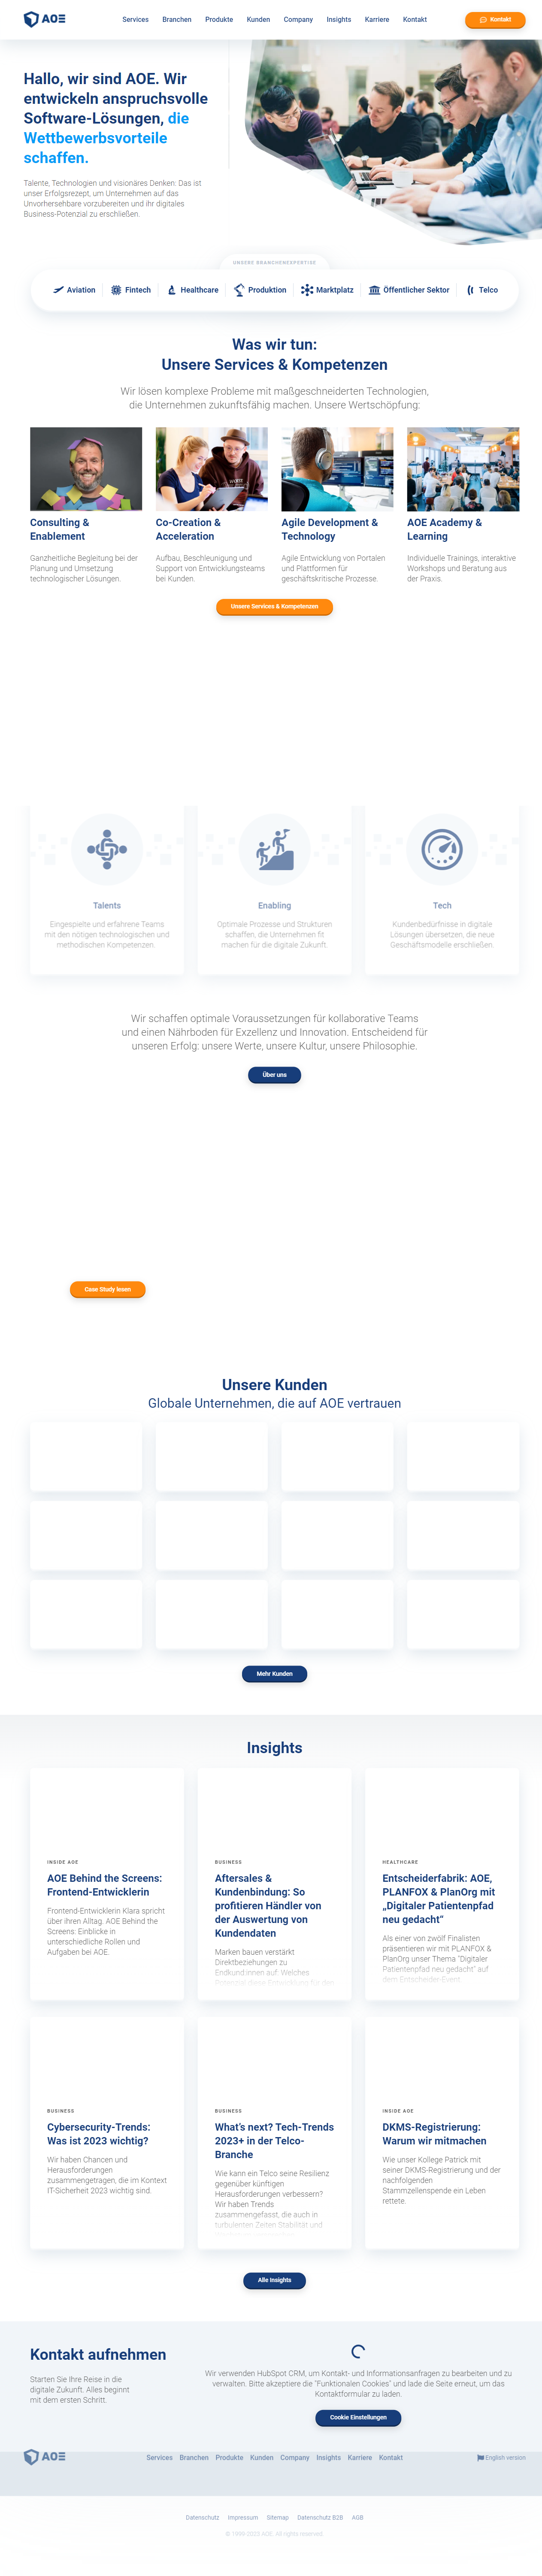 AOE
Services Branchen Produkte Kunden Company Insights Karriere Kontakt
Kontakt
Hallo, wir sind AOE. Wir
entwickeln anspruchsvolle
Software-Lösungen, die
Wettbewerbsvorteile
schaffen.
Talente, Technologien und visionäres Denken: Das ist
unser Erfolgsrezept, um Unternehmen auf das
Unvorhersehbare vorzubereiten und ihr digitales
Business-Potenzial zu erschließen.
UNSERE BRANCHENEXPERTISE
Aviation Fintech Healthcare Produktion Marktplatz Öffentlicher Sektor Telco
Was wir tun:
Unsere Services & Kompetenzen
Wir lösen komplexe Probleme mit maßgeschneiderten Technologien,
die Unternehmen zukunftsfähig machen. Unsere Wertschöpfung:
Consulting &
Enablement
Ganzheitliche Begleitung bei der
Planung und Umsetzung
technologischer Lösungen.
Co-Creation &
Acceleration
Aufbau, Beschleunigung und
Support von Entwicklungsteams
bei Kunden.
Agile Development &
Technology
Agile Entwicklung von Portalen
und Plattformen für
geschäftskritische Prozesse.
AOE Academy &
Learning
Individuelle Trainings, interaktive
Workshops und Beratung aus
der Praxis.
Unsere Services & Kompetenzen
Talents
Eingespielte und erfahrene Teams
mit den nötigen technologischen und
methodischen Kompetenzen.
Enabling
Optimale Prozesse und Strukturen
schaffen, die Unternehmen fit
machen für die digitale Zukunft.
Tech
Kundenbedürfnisse in digitale
Lösungen übersetzen, die neue
Geschäftsmodelle erschließen.
Wir schaffen optimale Voraussetzungen für kollaborative Teams
und einen Nährboden für Exzellenz und Innovation. Entscheidend für
unseren Erfolg: unsere Werte, unsere Kultur, unsere Philosophie.
Über uns
Case Study lesen
Unsere Kunden
Globale Unternehmen, die auf AOE vertrauen
Mehr Kunden
Insights
INSIDE AOE
AOE Behind the Screens:
Frontend-Entwicklerin
Frontend-Entwicklerin Klara spricht
über ihren Alltag. AOE Behind the
Screens: Einblicke in
unterschiedliche Rollen und
Aufgaben bei AOE.
BUSINESS
Aftersales &
Kundenbindung: So
profitieren Händler von
der Auswertung von
Kundendaten
Marken bauen verstärkt
Direktbeziehungen zu
Endkund:innen auf. Welches
HEALTHCARE
Entscheiderfabrik: AOE,
PLANFOX & PlanOrg mit
„Digitaler Patientenpfad
neu gedacht“
Als einer von zwölf Finalisten
präsentieren wir mit PLANFOX &
PlanOrg unser Thema "Digitaler
Patientenpfad neu gedacht" auf
dem Entscheider-Event.
BUSINESS
Cybersecurity-Trends:
Was ist 2023 wichtig?
Wir haben Chancen und
Herausforderungen
zusammengetragen, die im Kontext
IT-Sicherheit 2023 wichtig sind.
BUSINESS
What’s next? Tech-Trends
2023+ in der Telco-
Branche
Wie kann ein Telco seine Resilienz
gegenüber künftigen
Herausforderungen verbessern?
Wir haben Trends
zusammengefasst, die auch in
turbulenten Zeiten Stabilität und
INSIDE AOE
DKMS-Registrierung:
Warum wir mitmachen
Wie unser Kollege Patrick mit
seiner DKMS-Registrierung und der
nachfolgenden
Stammzellenspende ein Leben
rettete.
Alle Insights
Kontakt aufnehmen
Starten Sie Ihre Reise in die
digitale Zukunft. Alles beginnt
mit dem ersten Schritt.
Wir verwenden HubSpot CRM, um Kontakt- und Informationsanfragen zu bearbeiten und zu
verwalten. Bitte akzeptiere die "Funktionalen Cookies" und lade die Seite erneut, um das
Kontaktformular zu laden.
Cookie Einstellungen
AOE
Services Branchen Produkte Kunden Company Insights Karriere Kontakt
English version
Datenschutz Impressum Sitemap Datenschutz B2B AGB
© 1999-2023 AOE. All rights reserved.